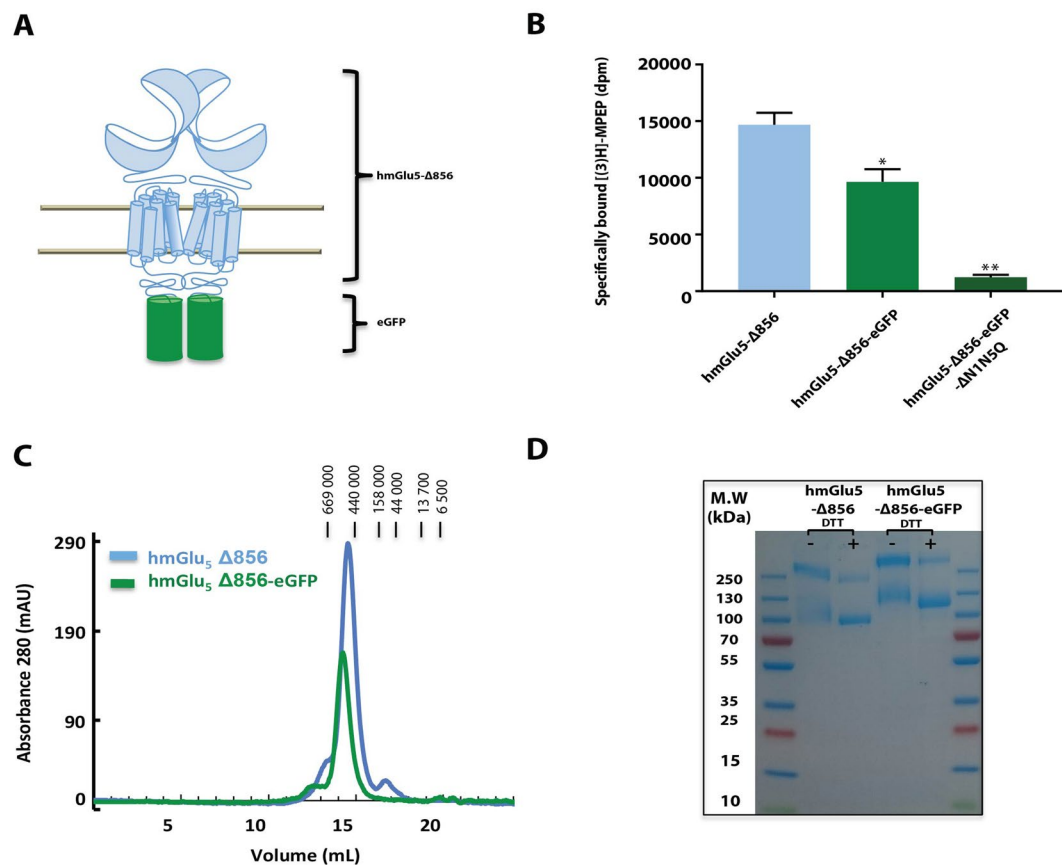 A
hmGlu5-Δ856
eGFP
B
Specifically bound [(3)H]-MPEP (dpm)
20000
15000
10000
5000
0
*
**
hmGlu5-Δ856
hmGlu5-Δ856-eGFP
hmGlu5-Δ856-eGFP
-ΔN1N5Q
C
669 000
440 000
158 000
44 000
13 700
6 500
hmGlu5 Δ856
hmGlu5 Δ856-eGFP
Absorbance 280 (mAU)
290
190
90
0
5
10
15
20
Volume (mL)
D
M.W
(kDa)
hmGlu5
-Δ856
DTT
- +
hmGlu5
-Δ856-eGFP
DTT
- +
250
130
100
70
55
35
25
15
10